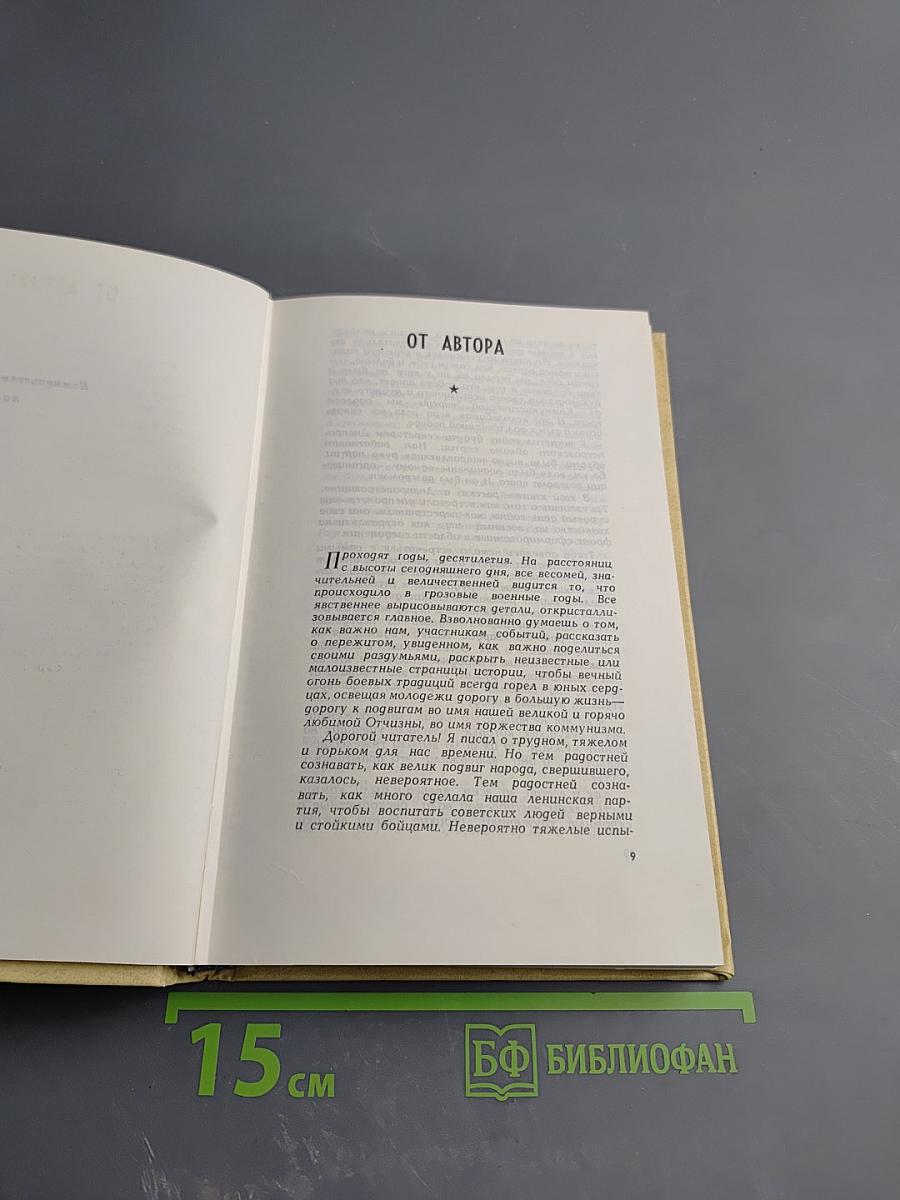 ОТ АВТОРА
★
Проходят годы, десятилетия. На расстоянии
с высоты сегодняшнего дня, все весомей, зна-
чительней и величественней видится то, что
происходило в грозовые военные годы. Все
явственнее вырисовываются детали, откристалли-
зовывается главное. Взволнованно думаешь о том,
как важно нам, участникам событий, рассказать
о пережитом, увиденном, как важно поделиться
своими раздумьями, раскрыть неизвестные или
малоизвестные страницы истории, чтобы вечный
огонь боевых традиций всегда горел в юных серд-
цах, освещая молодежи дорогу в большую жизнь—
дорогу к подвигам во имя нашей великой и горячо
любимой Отчизны, во имя торжества коммунизма.
Дорогой читатель! Я писал о трудном, тяжелом
и горьком для нас времени. Но тем радостней
сознавать, как велик подвиг народа, свершившего,
казалось, невероятное. Тем радостней созна-
вать, как много сделала наша ленинская пар-
тия, чтобы воспитать советских людей верными
и стойкими бойцами. Невероятно тяжелые испы-
9
15 см
БФ БИБЛИОФАН